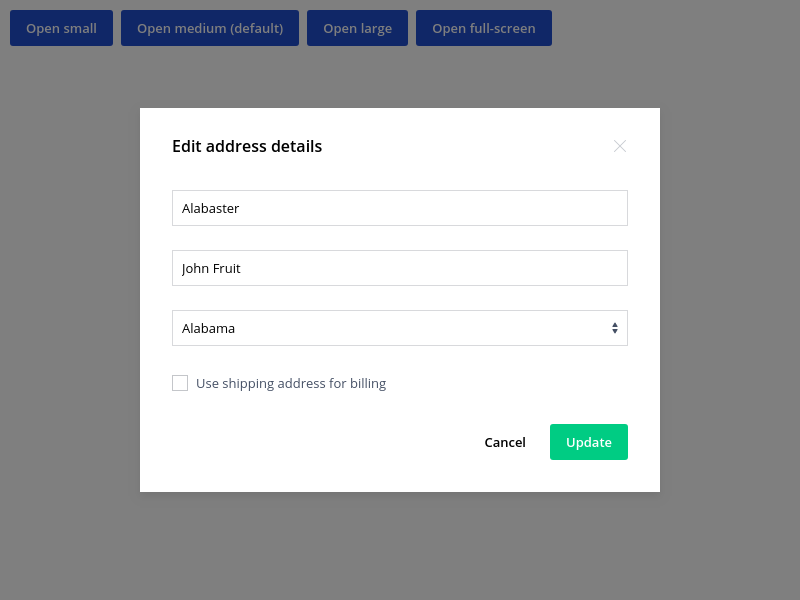 Open small Open medium (default) Open large Open full-screen
Edit address details
Alabaster
John Fruit
Alabama
Use shipping address for billing
Cancel Update